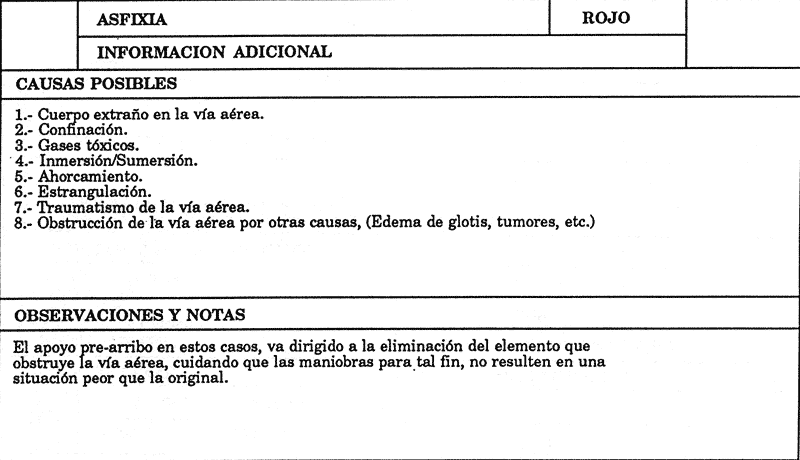 ASFIXIA
ROJO
INFORMACION ADICIONAL
CAUSAS POSIBLES
1.- Cuerpo extraño en la vía aérea.
2.- Confinación.
3.- Gases tóxicos.
4.- Inmersión/Sumersión.
5.- Ahorcamiento.
6.- Estrangulación.
7.- Traumatismo de la vía aérea.
8.- Obstrucción de la vía aérea por otras causas, (Edema de glotis, tumores, etc.)
OBSERVACIONES Y NOTAS
El apoyo pre-arribo en estos casos, va dirigido a la eliminación del elemento que
obstruye la vía aérea, cuidando que las maniobras para tal fin, no resulten en una
situación peor que la original.